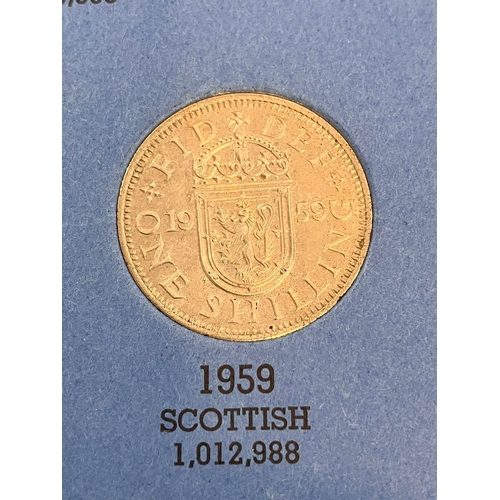 FID ✠ DEF
19 59
ONE SHILLING
1959
SCOTTISH
1,012,988